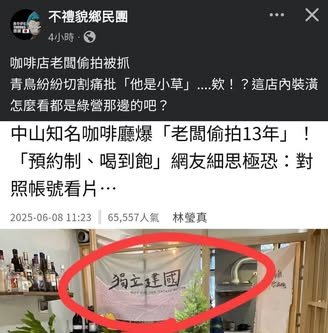 不禮貌鄉民團
4小時
咖啡店老闆偷拍被抓
青鳥紛紛切割痛批「他是小草」....欸！？這店內裝潢
怎麼看都是綠營那邊的吧？
中山知名咖啡廳爆「老闆偷拍13年」！
「預約制、喝到飽」網友細思極恐：對
照帳號看片…
2025-06-08 11:23 65,557人氣 林瑩真
獨立建國